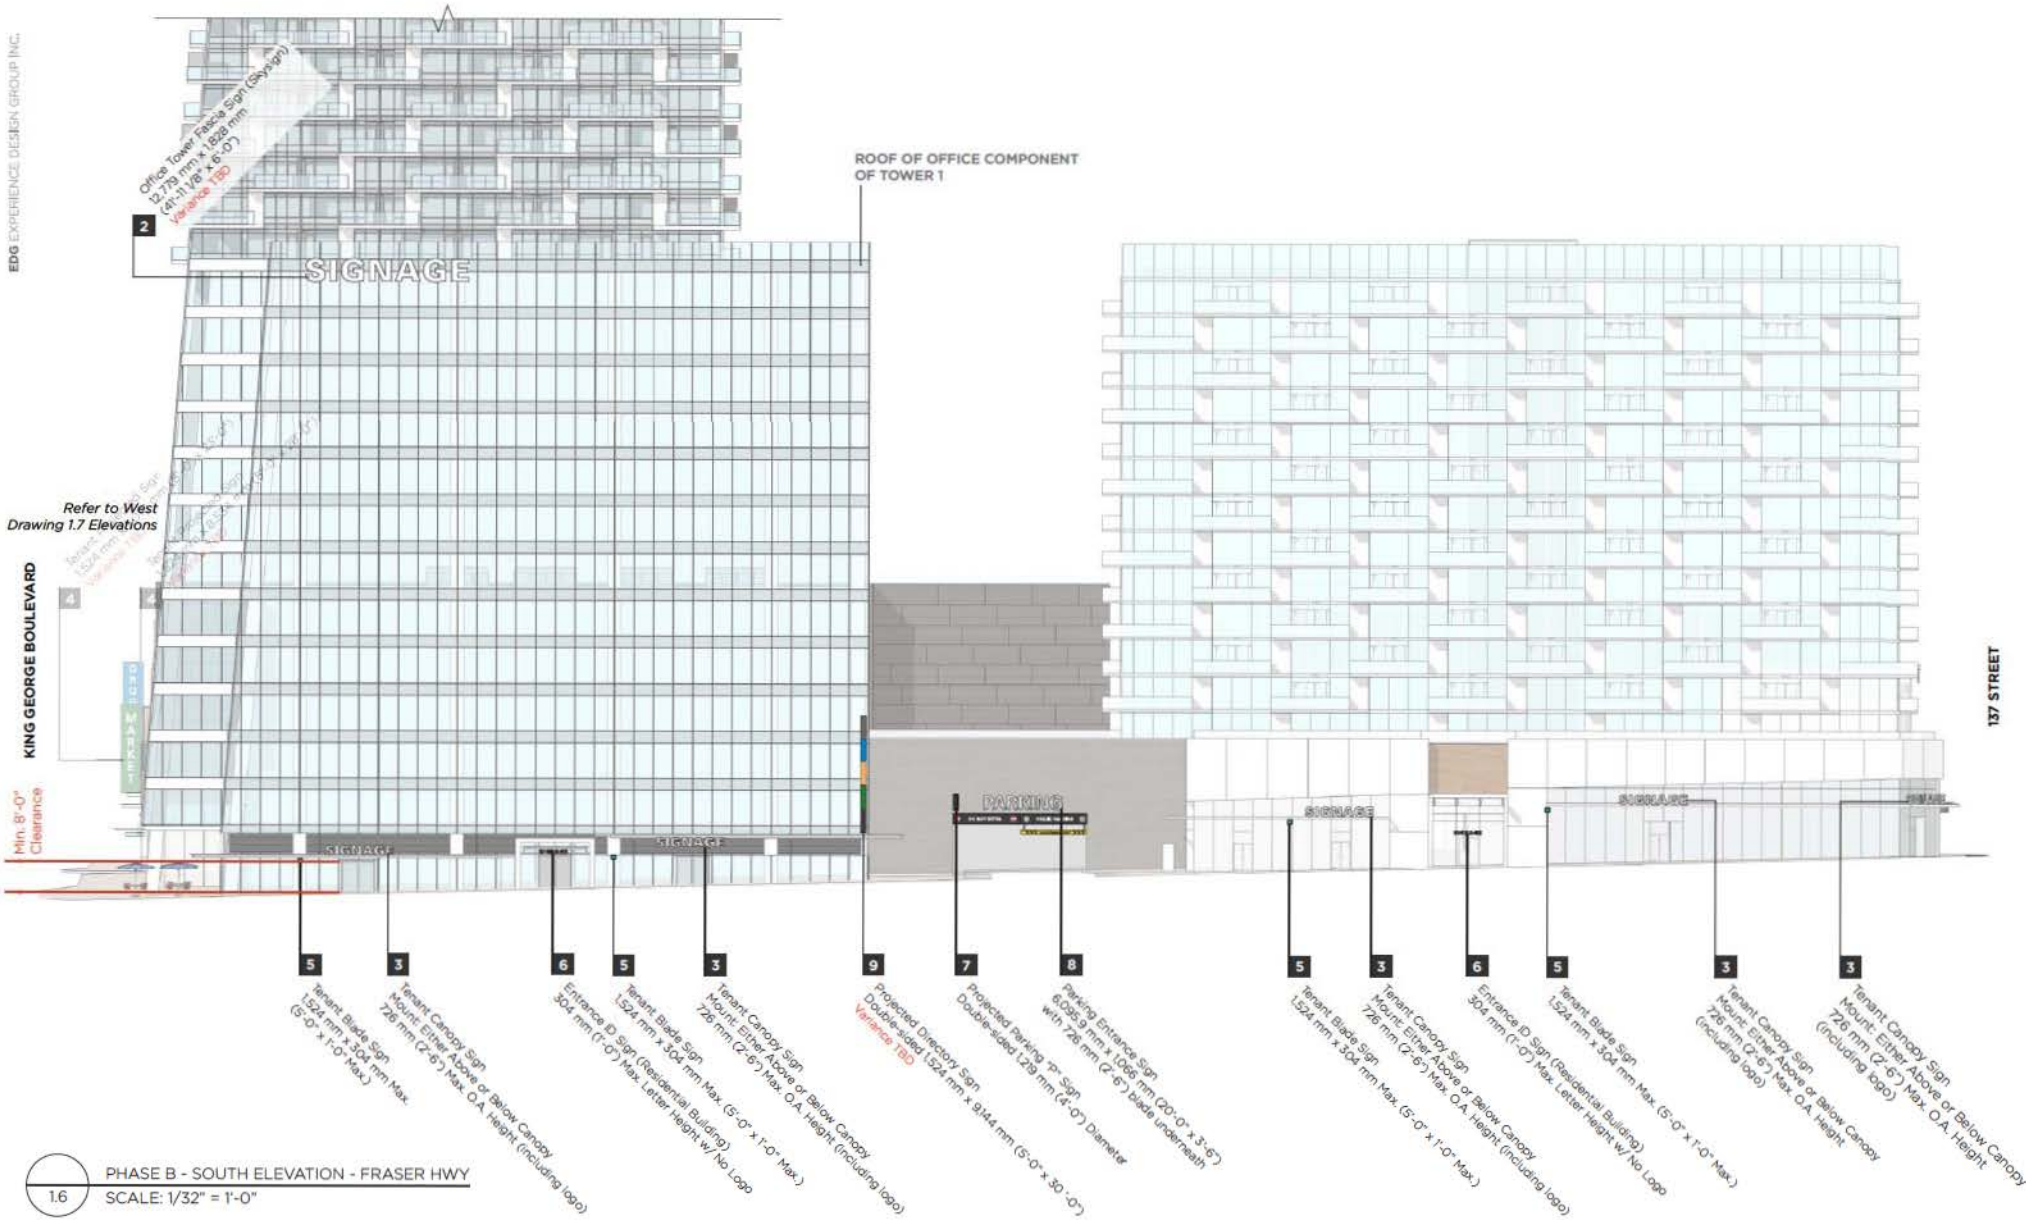 EDG EXPERIENCE DESIGN GROUP INC.
Office Tower Fascia Sign (Skysign)
12,779 mm x 1,828 mm
(41'-11 1/8" x 6'-0")
Variance TBD
2
SIGNAGE
ROOF OF OFFICE COMPONENT
OF TOWER 1
Refer to West
Drawing 1.7 Elevations
Variance TBD
4
4
KING GEORGE BOULEVARD
DRUG
MARKET
Min. 8'-0"
Clearance
SIGNAGE
SIGNAGE
PARKING
SIGNAGE
SIGNAGE
137 STREET
5
Tenant Blade Sign
1,524 mm x 304 mm Max.
(5'-0" x 1'-0" Max.)
3
Tenant Canopy Sign
Mount: Either Above or Below Canopy
726 mm (2'-6") Max. O.A. Height (including logo)
6
Entrance ID Sign (Residential Building)
304 mm (1'-0") Max. Letter Height w/ No Logo
5
Tenant Blade Sign
1,524 mm x 304 mm Max. (5'-0" x 1'-0" Max.)
3
Tenant Canopy Sign
Mount: Either Above or Below Canopy
726 mm (2'-6") Max. O.A. Height (including logo)
9
Projected Directory Sign
Double-sided 1,524 mm x 9,144 mm (5'-0" x 30'-0")
Variance TBD
7
Projected Parking "P" Sign
Double-sided 1,219 mm (4'-0") Diameter
8
Parking Entrance Sign
6,095.9 mm x 1,066 mm (20'-0" x 3'-6")
with 726 mm (2'-6") blade underneath
5
Tenant Blade Sign
1,524 mm x 304 mm Max. (5'-0" x 1'-0" Max.)
3
Tenant Canopy Sign
Mount: Either Above or Below Canopy
726 mm (2'-6") Max. O.A. Height (including logo)
6
Entrance ID Sign (Residential Building)
304 mm (1'-0") Max. Letter Height w/ No Logo
5
Tenant Blade Sign
1,524 mm x 304 mm Max. (5'-0" x 1'-0" Max.)
3
Tenant Canopy Sign
Mount: Either Above or Below Canopy
726 mm (2'-6") Max. O.A. Height
(including logo)
3
Tenant Canopy Sign
Mount: Either Above or Below Canopy
726 mm (2'-6") Max. O.A. Height
(including logo)
1.6
PHASE B - SOUTH ELEVATION - FRASER HWY
SCALE: 1/32" = 1'-0"